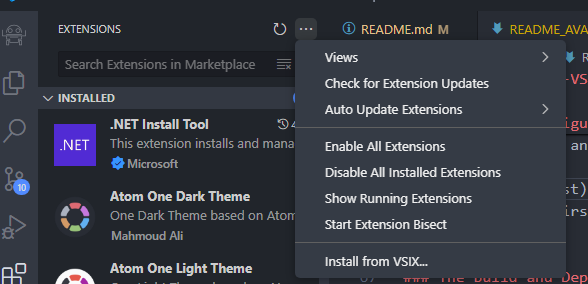 EXTENSIONS
README.md M
README_AVA
Search Extensions in Marketplace
Views
Check for Extension Updates
Auto Update Extensions
Enable All Extensions
Disable All Installed Extensions
Show Running Extensions
Start Extension Bisect
Install from VSIX...
INSTALLED
.NET
.NET Install Tool
This extension installs and mana
Microsoft
Atom One Dark Theme
One Dark Theme based on Atom
Mahmoud Ali
Atom One Light Theme
10
-VS
igu
an
st)
irs
### The build and Dep